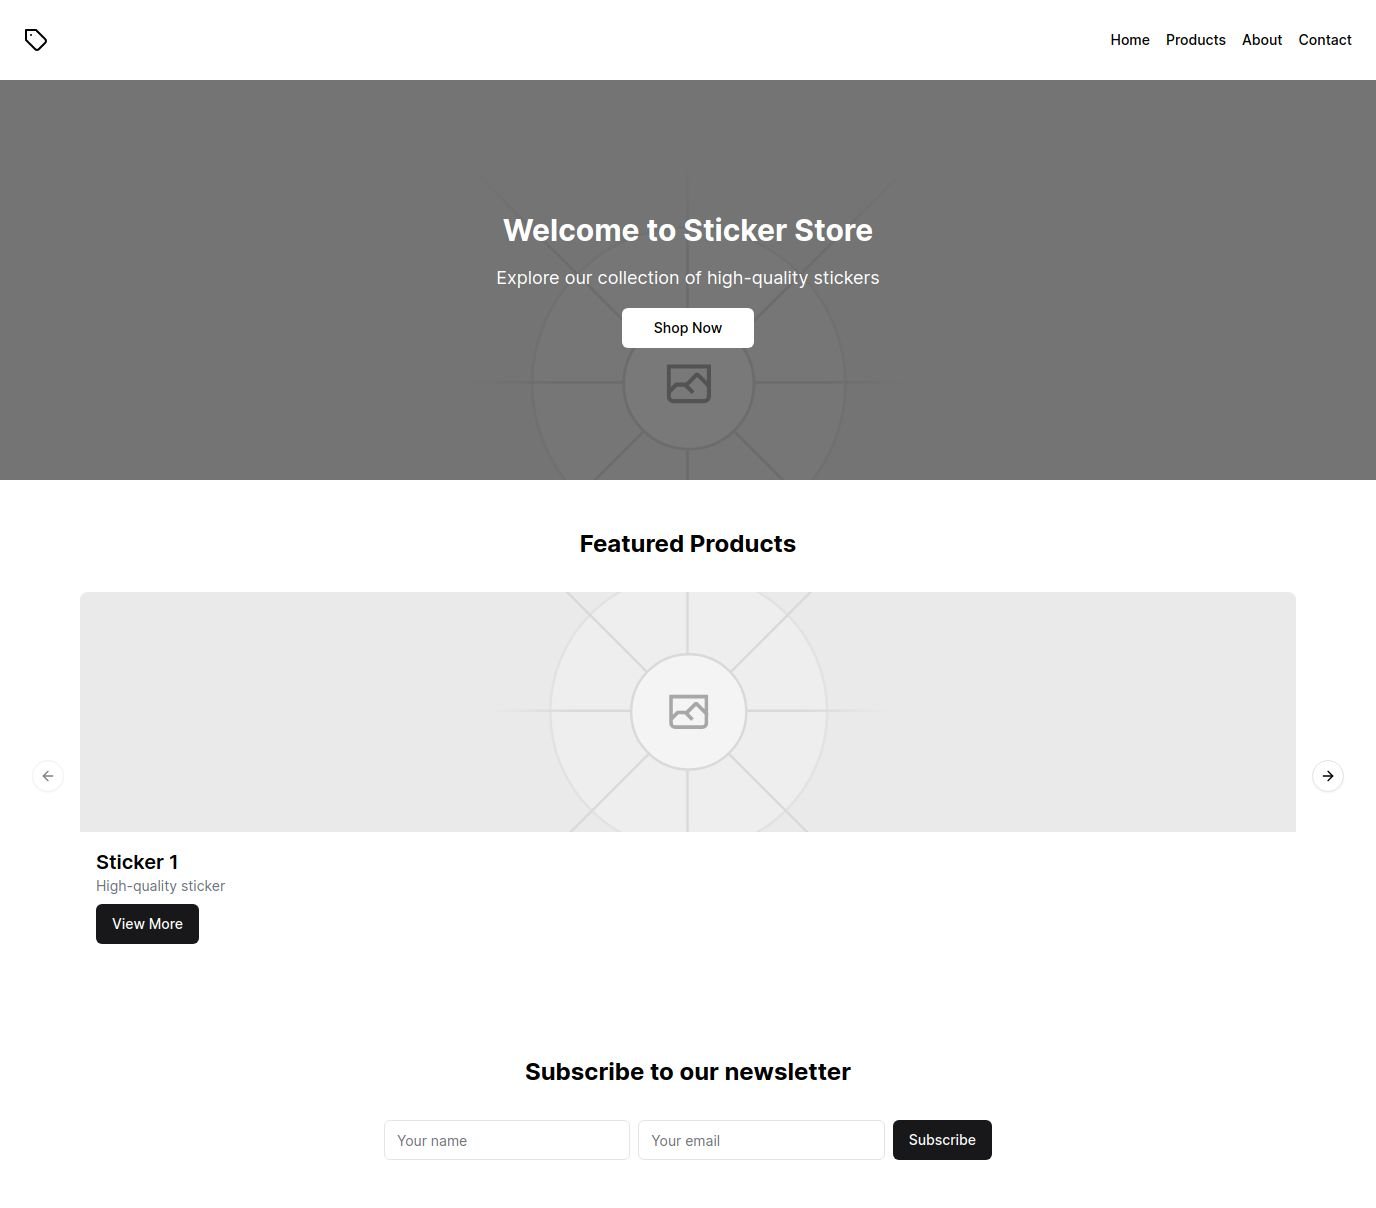 Home
Products
About
Contact
Welcome to Sticker Store
Explore our collection of high-quality stickers
Shop Now
Featured Products
Sticker 1
High-quality sticker
View More
Subscribe to our newsletter
Your name
Your email
Subscribe